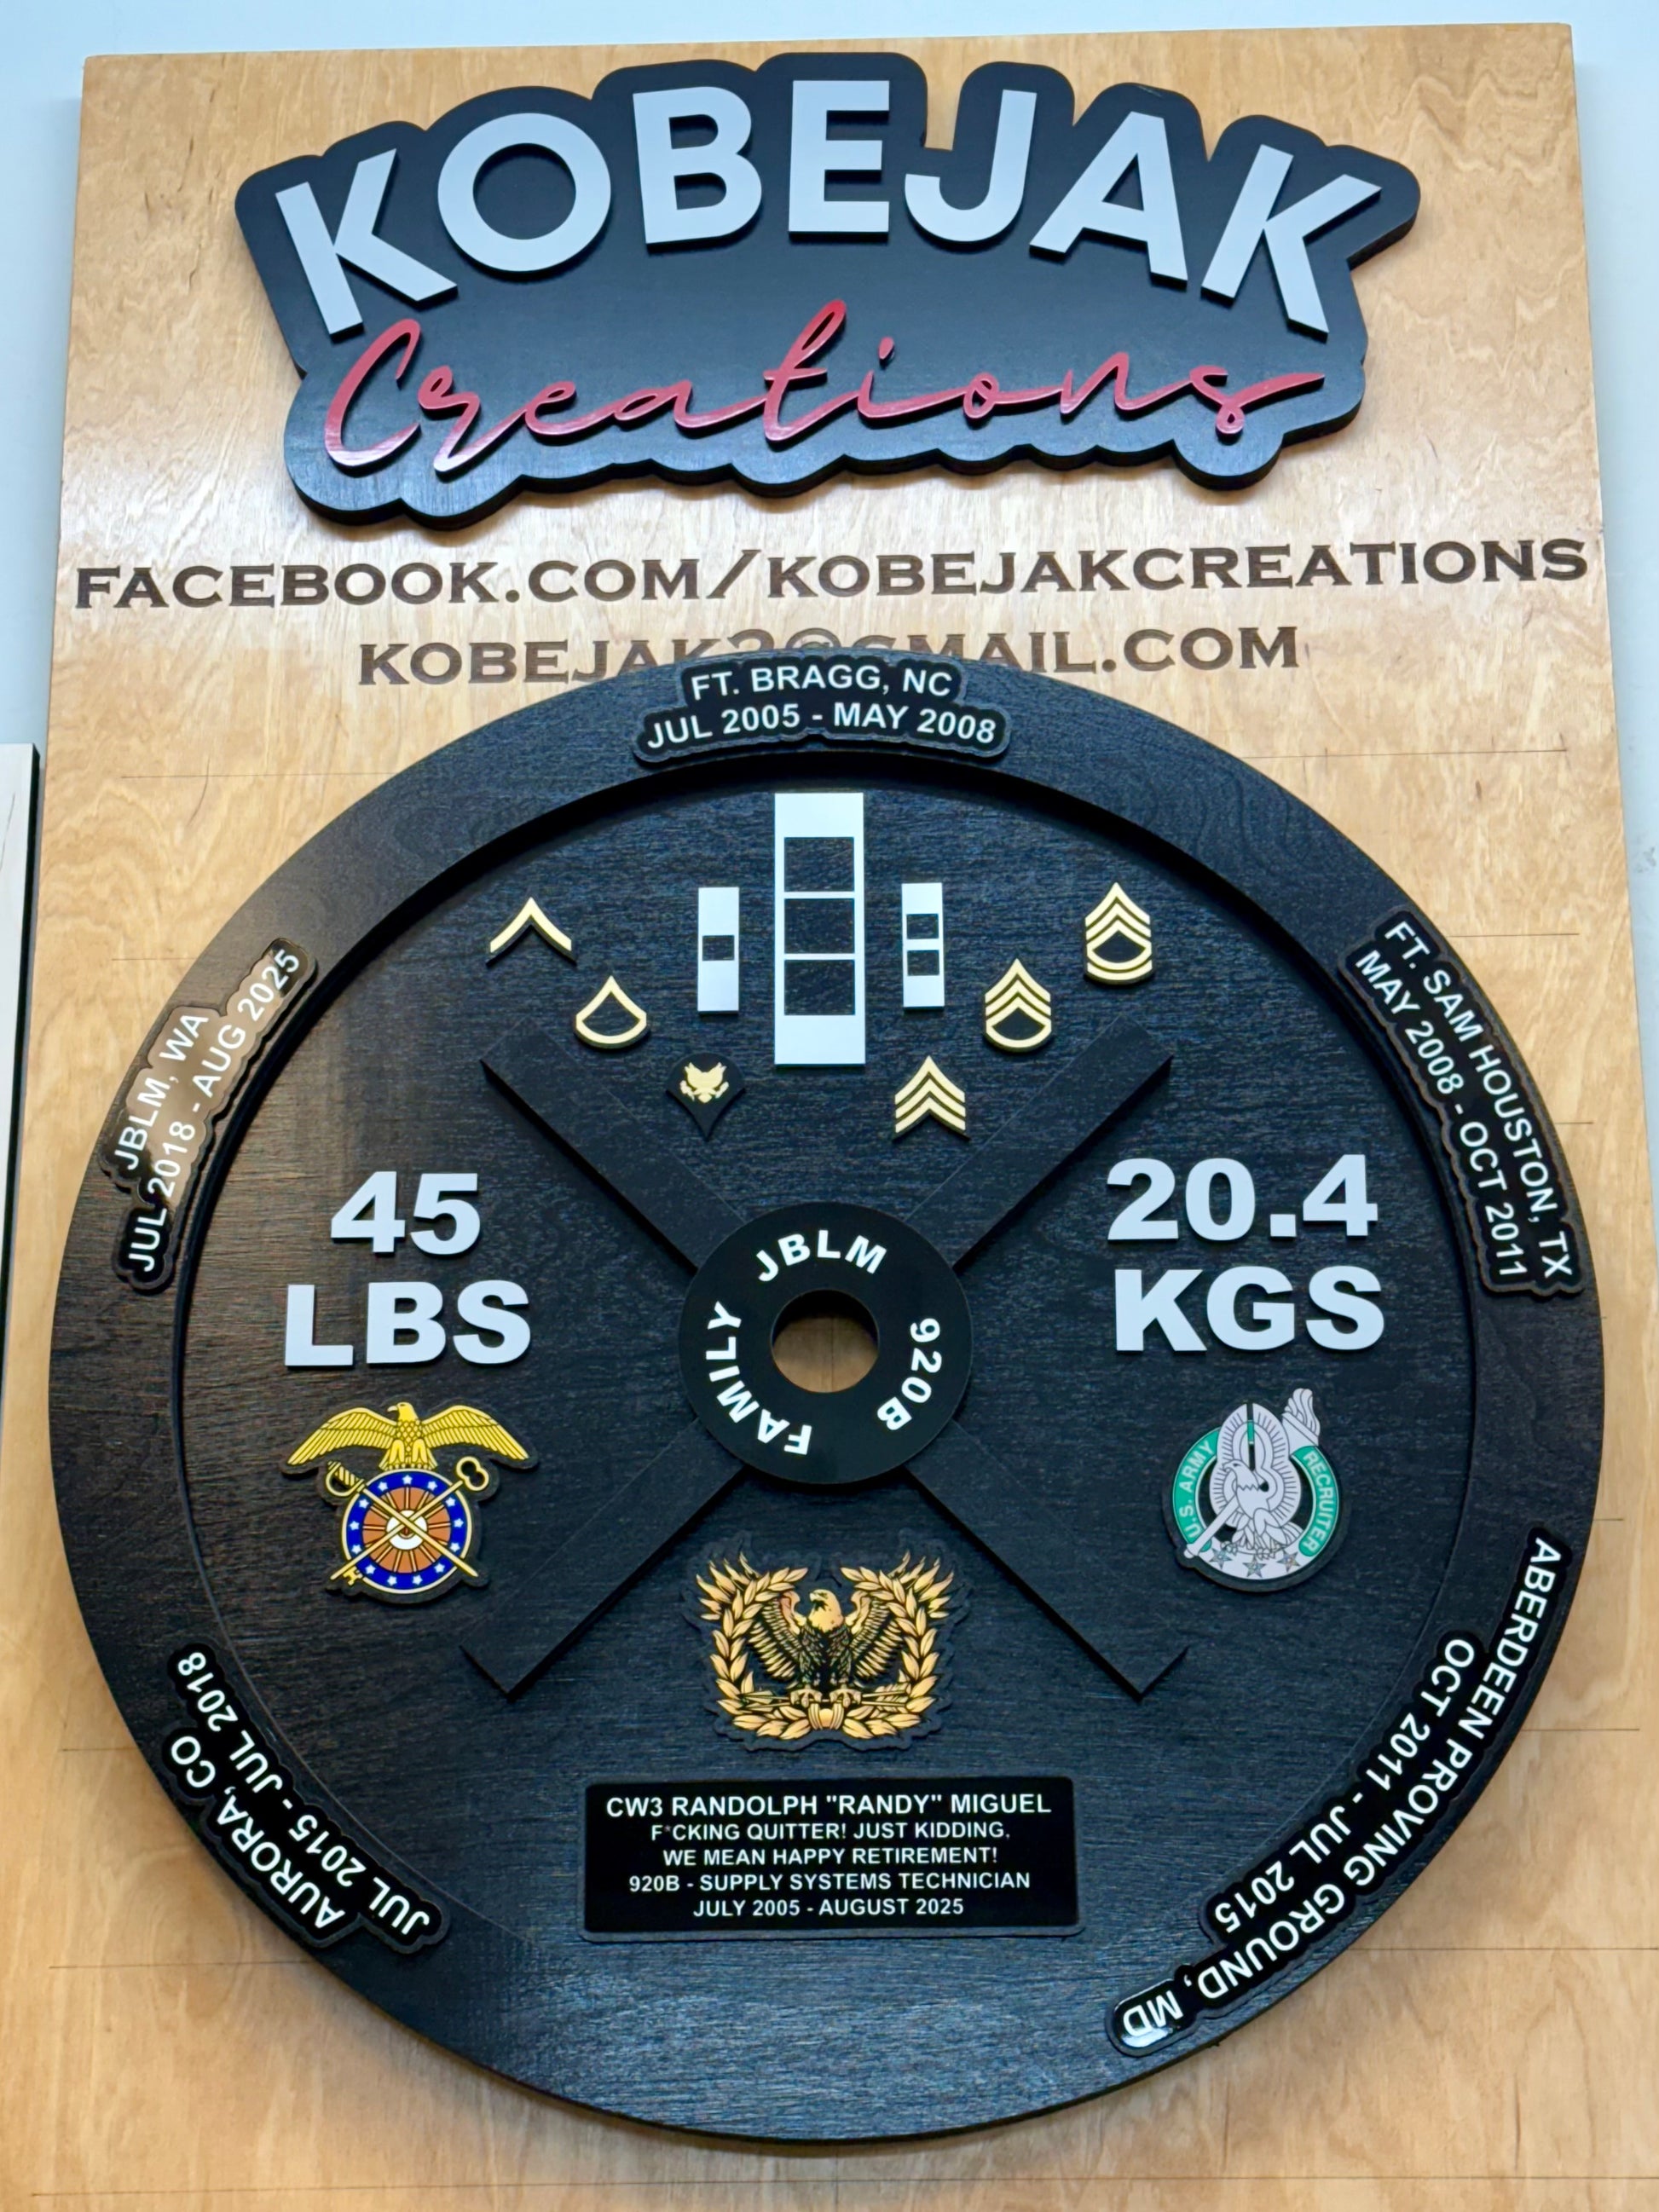 KOBEJAK
Creations
FACEBOOK.COM/KOBEJAKCREATIONS
KOBEJAK2@GMAIL.COM
FT. BRAGG, NC
JUL 2005 - MAY 2008
FT. SAM HOUSTON, TX
MAY 2008 - OCT 2011
JBLM, WA
JUL 2018 - AUG 2025
45
LBS
20.4
KGS
JBLM
920B
FAMILY
U.S. ARMY
RECRUITER
ABERDEEN PROVING GROUND, MD
OCT 2011 - JUL 2015
AURORA, CO
JUL 2015 - JUL 2018
CW3 RANDOLPH "RANDY" MIGUEL
F*CKING QUITTER! JUST KIDDING,
WE MEAN HAPPY RETIREMENT!
920B - SUPPLY SYSTEMS TECHNICIAN
JULY 2005 - AUGUST 2025